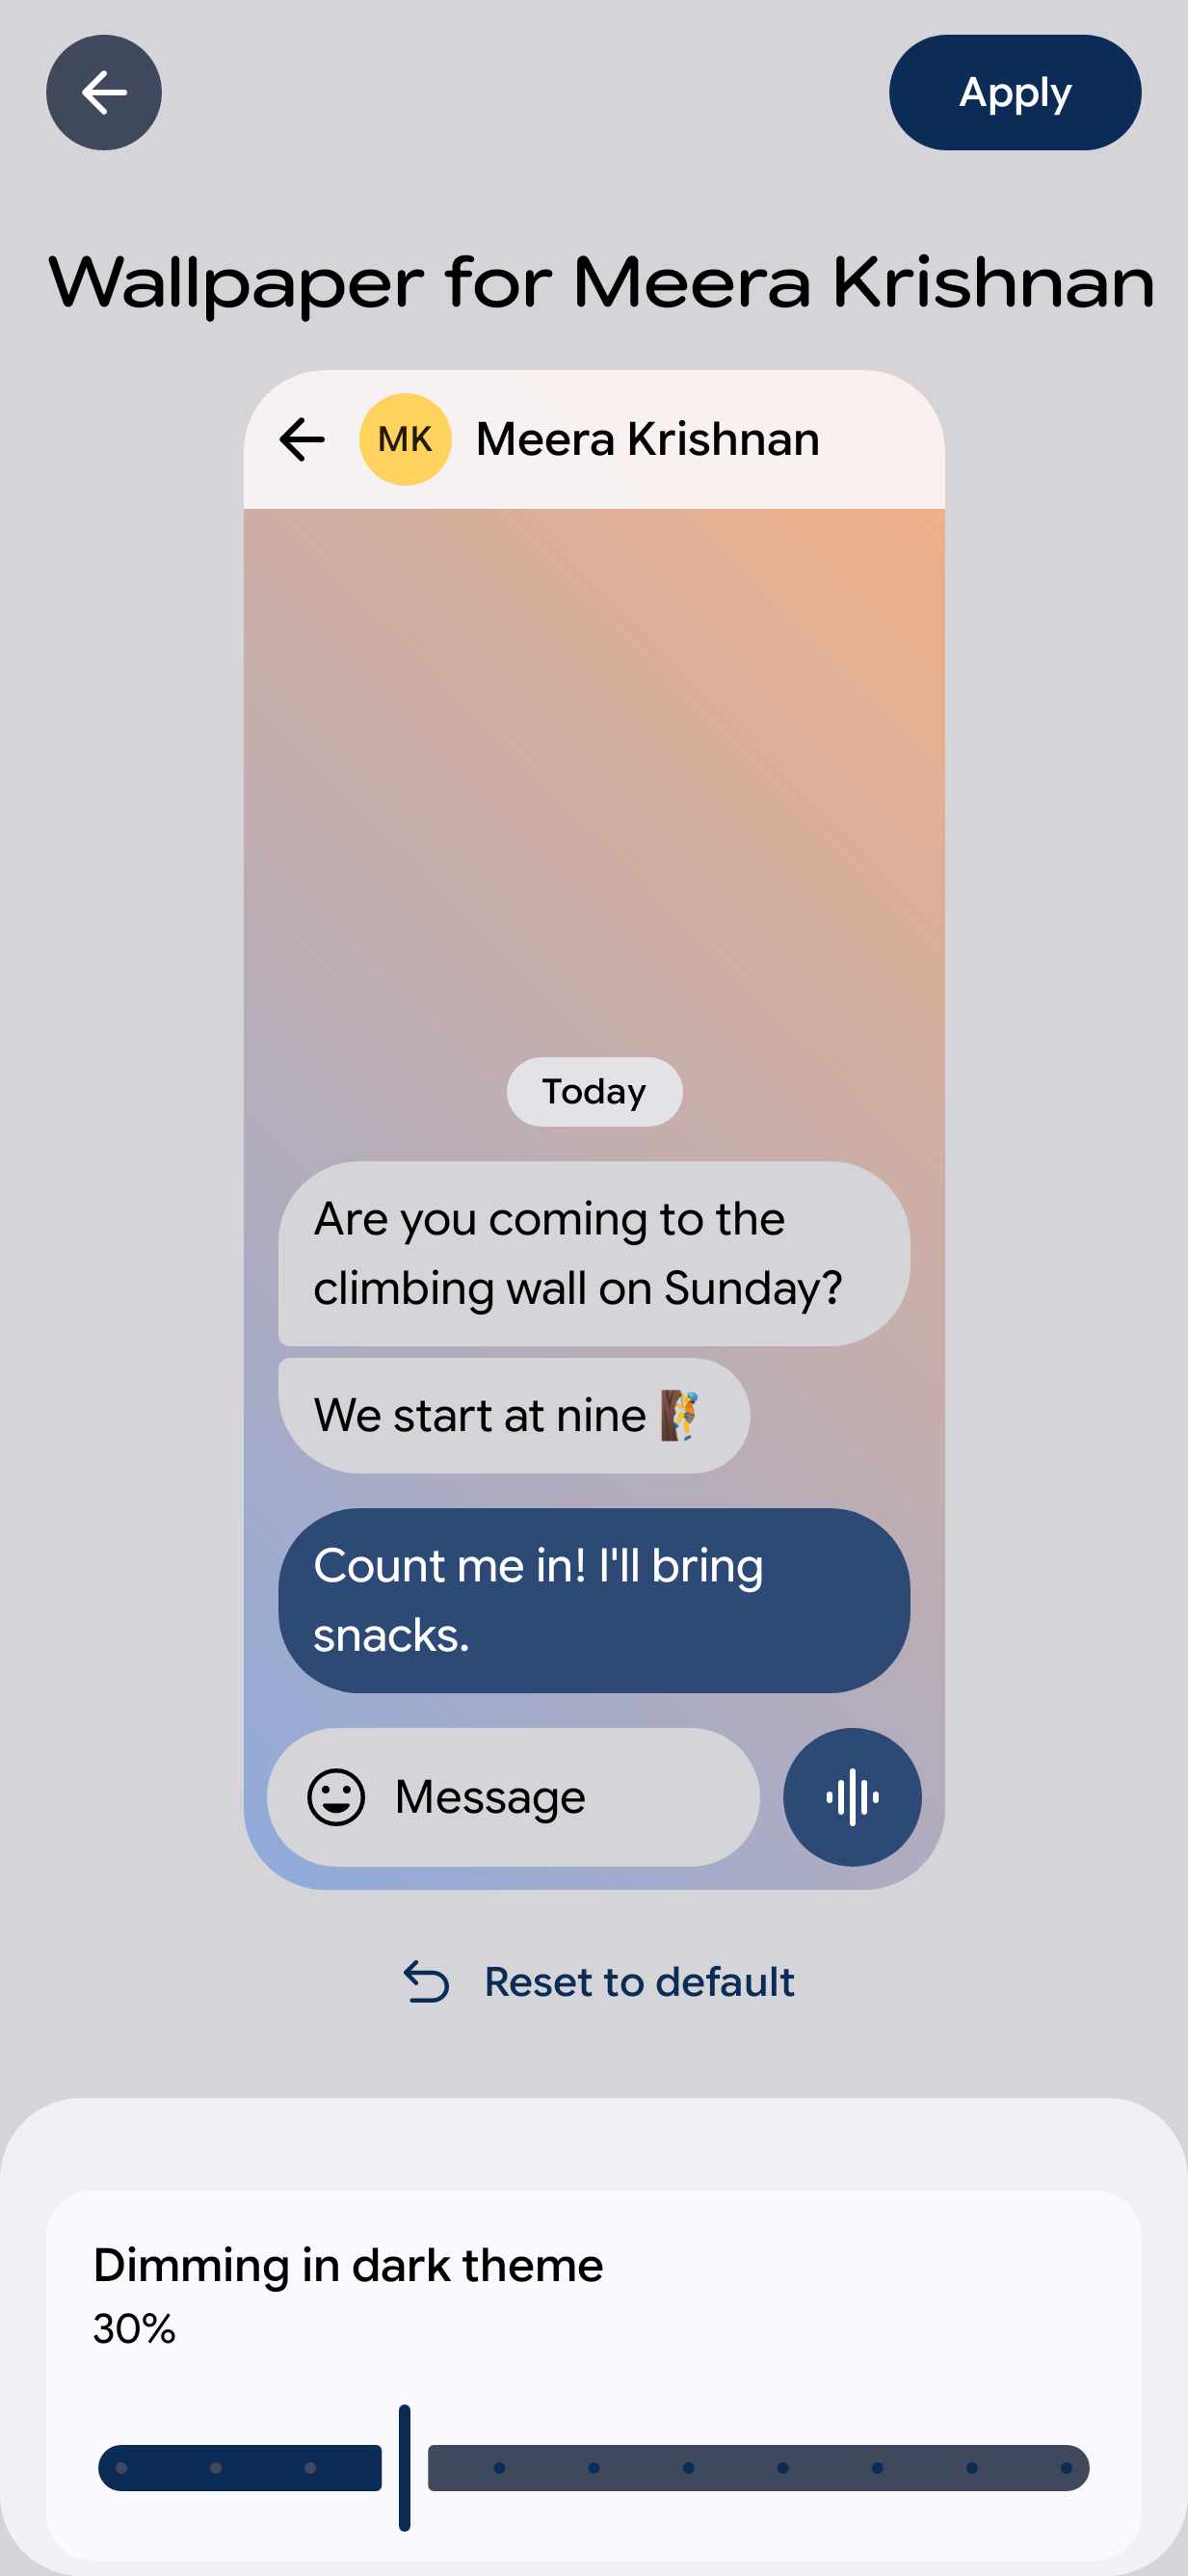 Apply
Wallpaper for Meera Krishnan
MK
Meera Krishnan
Today
Are you coming to the
climbing wall on Sunday?
We start at nine 🧗
Count me in! I'll bring
snacks.
Message
Reset to default
Dimming in dark theme
30%